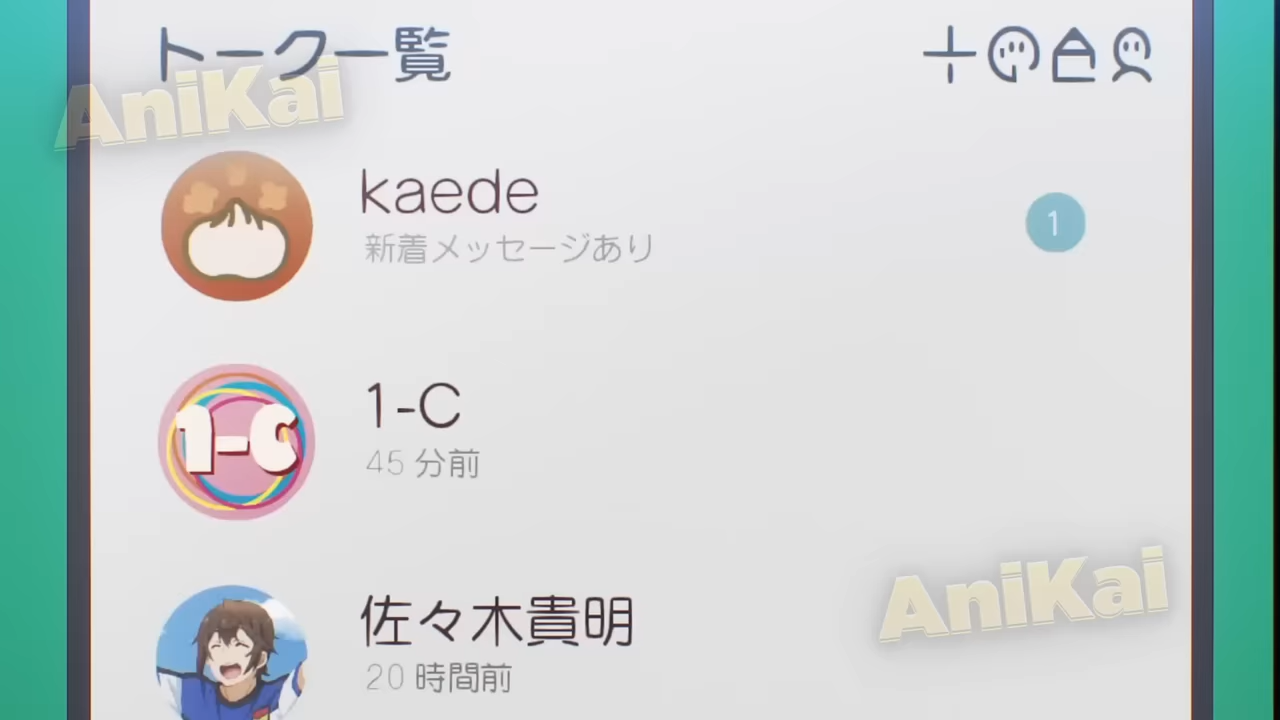 トーク一覧
AniKai
kaede
新着メッセージあり
1
1-C
1-C
45 分前
AniKai
佐々木貴明
20 時間前